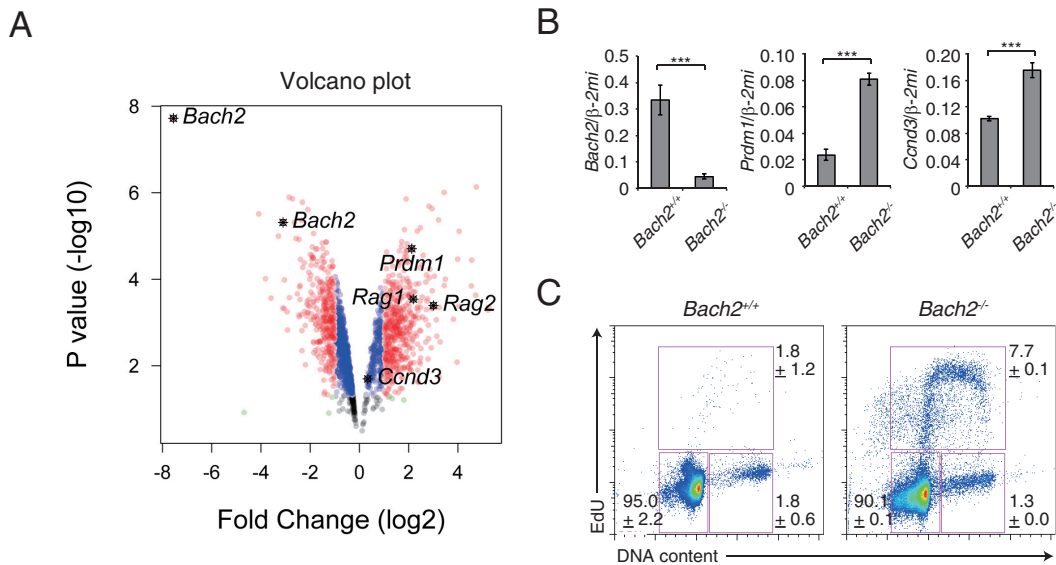 A
Volcano plot
8
6
4
2
P value (-log10)
Bach2
Bach2
Prdm1
Rag1
Rag2
Ccnd3
-8 -6 -4 -2 0 2 4
Fold Change (log2)
B
Bach2/β-2mi
0.5
0.4
0.3
0.2
0.1
0
***
Bach2+/+
Bach2-/-
Prdm1/β-2mi
0.10
0.08
0.06
0.04
0.02
0
***
Bach2+/+
Bach2-/-
Ccnd3/β-2mi
0.20
0.16
0.12
0.08
0.04
0.00
***
Bach2+/+
Bach2-/-
C
Bach2+/+
1.8
± 1.2
95.0
± 2.2
1.8
± 0.6
Bach2-/-
7.7
± 0.1
90.1
± 0.1
1.3
± 0.0
EdU
DNA content